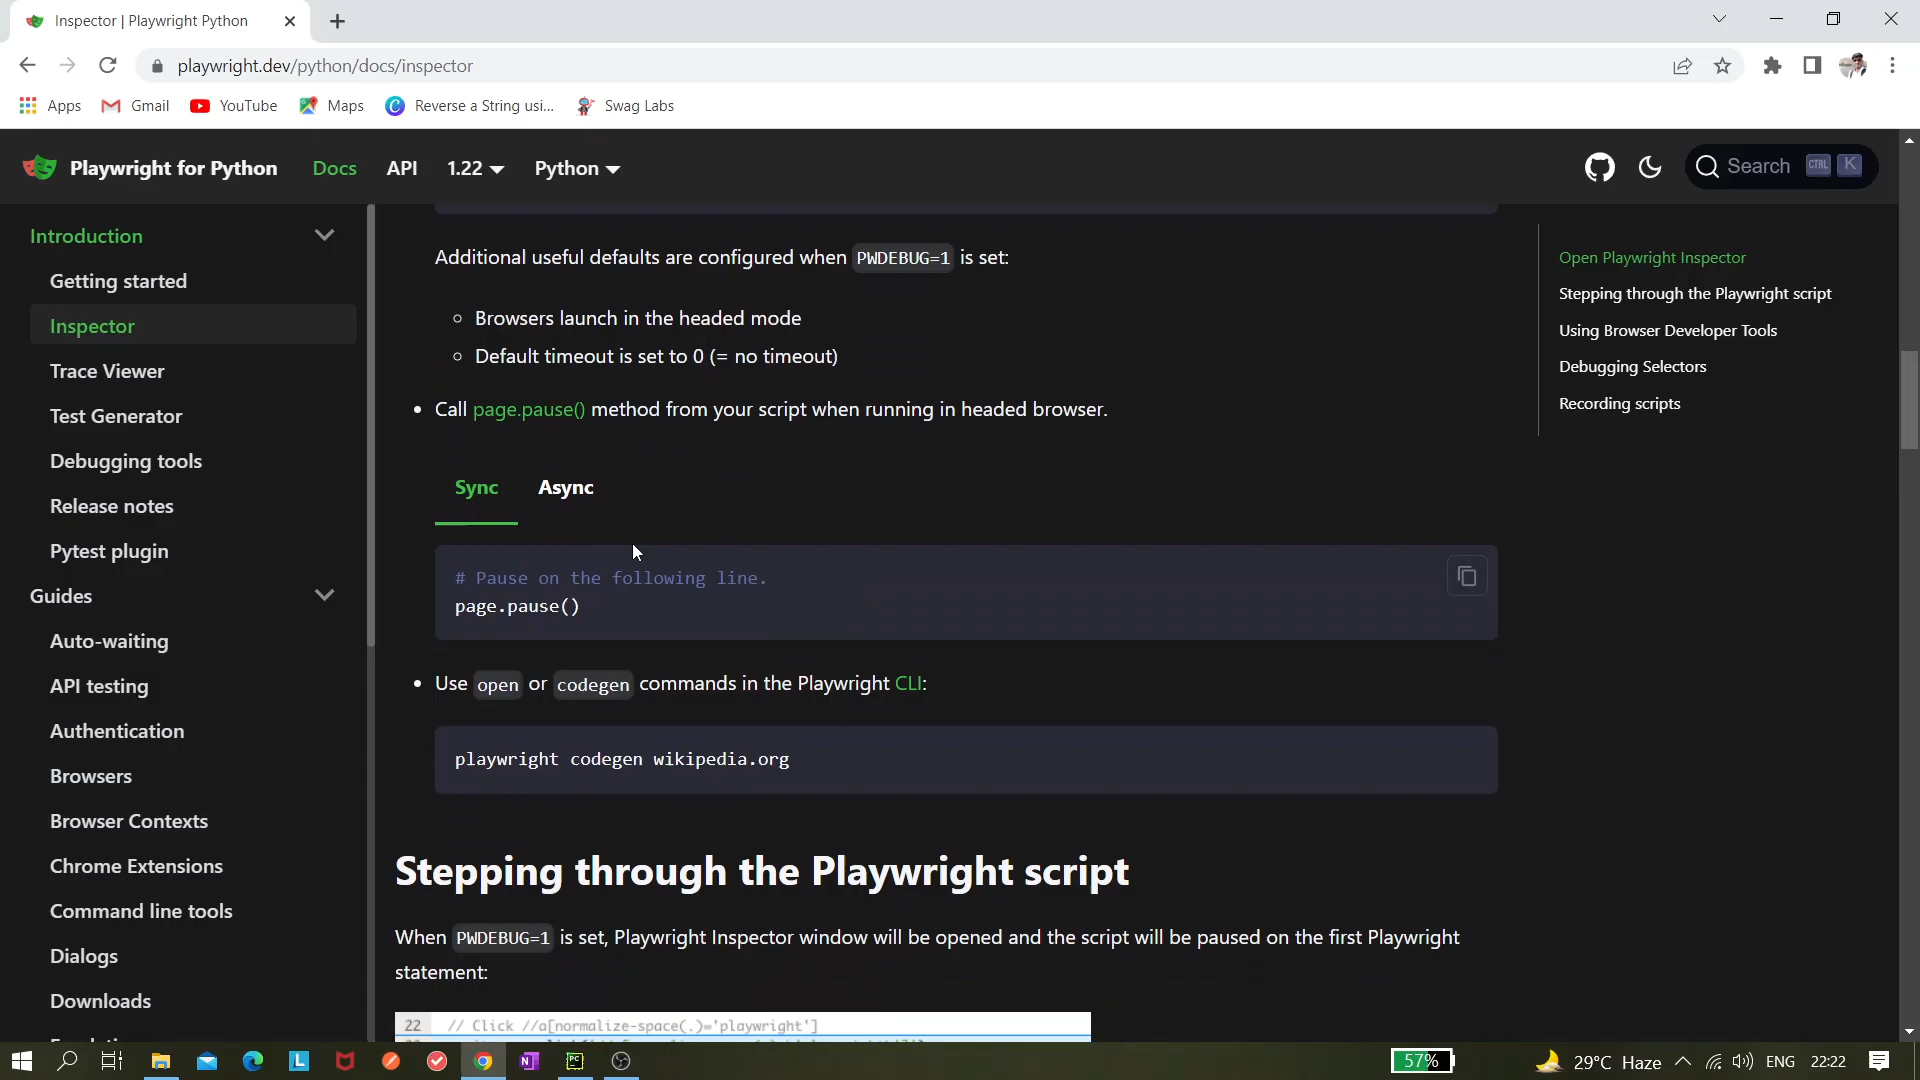 Inspector | Playwright Python
playwright.dev/python/docs/inspector
Apps
Gmail
YouTube
Maps
Reverse a String usi...
Swag Labs
Playwright for Python
Docs
API
1.22
Python
Search
CTRL
K
Introduction
Getting started
Inspector
Trace Viewer
Test Generator
Debugging tools
Release notes
Pytest plugin
Guides
Auto-waiting
API testing
Authentication
Browsers
Browser Contexts
Chrome Extensions
Command line tools
Dialogs
Downloads
Additional useful defaults are configured when PWDEBUG=1 is set:
Browsers launch in the headed mode
Default timeout is set to 0 (= no timeout)
Call page.pause() method from your script when running in headed browser.
Sync
Async
# Pause on the following line.
page.pause()
Use open or codegen commands in the Playwright CLI:
playwright codegen wikipedia.org
Stepping through the Playwright script
When PWDEBUG=1 is set, Playwright Inspector window will be opened and the script will be paused on the first Playwright
statement:
22 // Click //a[normalize-space(.)='playwright']
Open Playwright Inspector
Stepping through the Playwright script
Using Browser Developer Tools
Debugging Selectors
Recording scripts
57%
29°C Haze
ENG
22:22